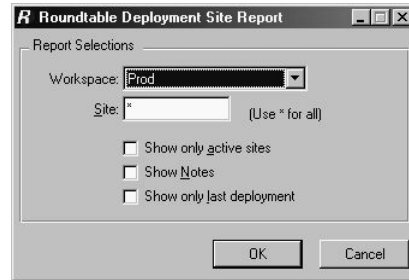 R Roundtable Deployment Site Report
Report Selections
Workspace: Prod
Site: * (Use * for all)
Show only active sites
Show Notes
Show only last deployment
OK Cancel